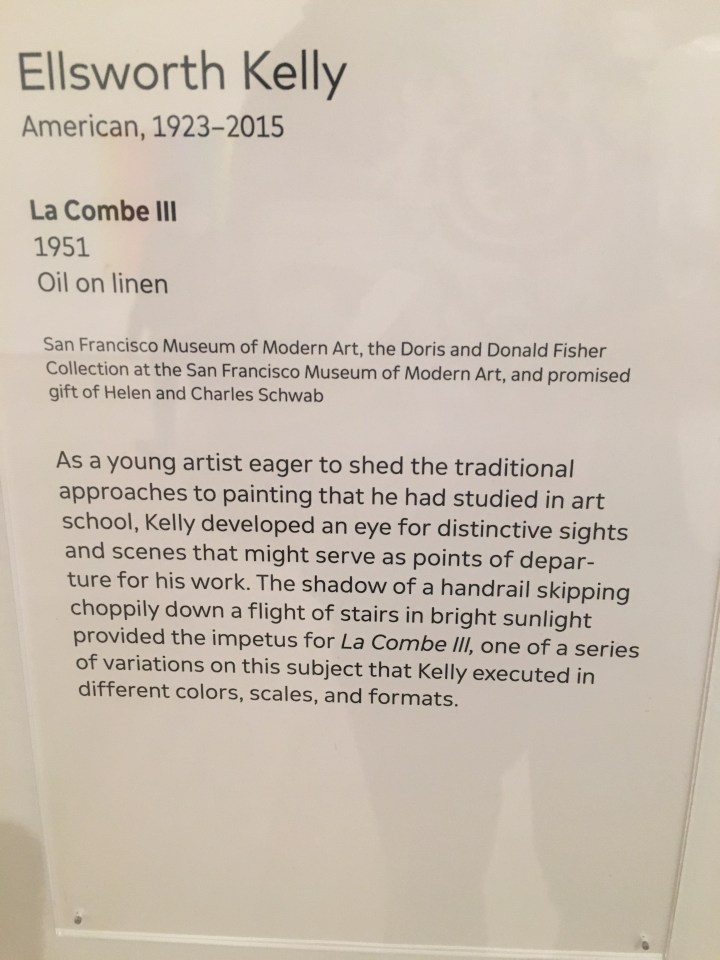 Ellsworth Kelly
American, 1923–2015
La Combe III
1951
Oil on linen
San Francisco Museum of Modern Art, the Doris and Donald Fisher
Collection at the San Francisco Museum of Modern Art, and promised
gift of Helen and Charles Schwab
As a young artist eager to shed the traditional
approaches to painting that he had studied in art
school, Kelly developed an eye for distinctive sights
and scenes that might serve as points of depar-
ture for his work. The shadow of a handrail skipping
choppily down a flight of stairs in bright sunlight
provided the impetus for La Combe III, one of a series
of variations on this subject that Kelly executed in
different colors, scales, and formats.